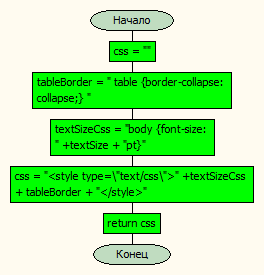 Начало
css = ""
tableBorder = " table {border-collapse:
collapse;} "
textSizeCss = "body {font-size:
" +textSize + "pt}"
css = "<style type=\"text/css\">" +textSizeCss
+ tableBorder + "</style>"
return css
Конец